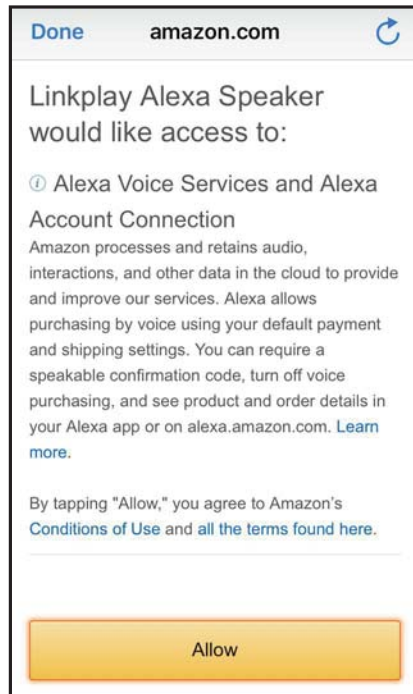 Done amazon.com
Linkplay Alexa Speaker
would like access to:
Alexa Voice Services and Alexa
Account Connection
Amazon processes and retains audio,
interactions, and other data in the cloud to provide
and improve our services. Alexa allows
purchasing by voice using your default payment
and shipping settings. You can require a
speakable confirmation code, turn off voice
purchasing, and see product and order details in
your Alexa app or on alexa.amazon.com. Learn
more.
By tapping "Allow," you agree to Amazon's
Conditions of Use and all the terms found here.
Allow